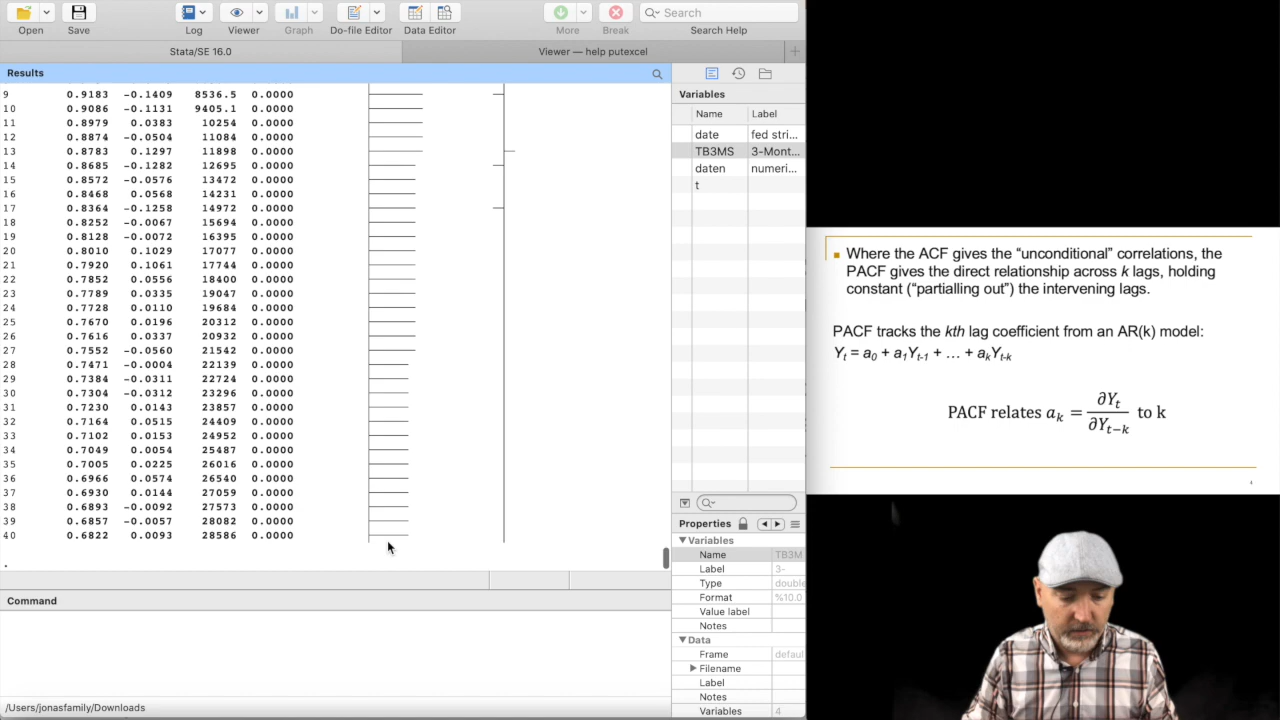 Open
Save
Log
Viewer
Graph
Do-file Editor
Data Editor
More
Break
Search
Search Help
Stata/SE 16.0
Viewer — help putexcel
Results
9 0.9183 -0.1409 8536.5 0.0000
10 0.9086 -0.1131 9405.1 0.0000
11 0.8979 0.0383 10254 0.0000
12 0.8874 -0.0504 11084 0.0000
13 0.8783 0.1297 11898 0.0000
14 0.8685 -0.1282 12695 0.0000
15 0.8572 -0.0576 13472 0.0000
16 0.8468 0.0568 14231 0.0000
17 0.8364 -0.1258 14972 0.0000
18 0.8252 -0.0067 15694 0.0000
19 0.8128 -0.0072 16395 0.0000
20 0.8010 0.1029 17077 0.0000
21 0.7920 0.1061 17744 0.0000
22 0.7852 0.0556 18400 0.0000
23 0.7789 0.0335 19047 0.0000
24 0.7728 0.0110 19684 0.0000
25 0.7670 0.0196 20312 0.0000
26 0.7616 0.0337 20932 0.0000
27 0.7552 -0.0560 21542 0.0000
28 0.7471 -0.0004 22139 0.0000
29 0.7384 -0.0311 22724 0.0000
30 0.7304 -0.0312 23296 0.0000
31 0.7230 0.0143 23857 0.0000
32 0.7164 0.0515 24409 0.0000
33 0.7102 0.0153 24952 0.0000
34 0.7049 0.0054 25487 0.0000
35 0.7005 0.0225 26016 0.0000
36 0.6966 0.0574 26540 0.0000
37 0.6930 0.0144 27059 0.0000
38 0.6893 -0.0092 27573 0.0000
39 0.6857 -0.0057 28082 0.0000
40 0.6822 0.0093 28586 0.0000
.
Command
/Users/jonasfamily/Downloads
Variables
Name Label
date fed stri...
TB3MS 3-Mont...
daten numeri...
t
Properties
Variables
Name TB3M
Label 3-
Type double
Format %10.0
Value label
Notes
Data
Frame defaul
Filename
Label
Notes
Variables 4
Where the ACF gives the “unconditional” correlations, the
PACF gives the direct relationship across k lags, holding
constant (“partialling out”) the intervening lags.
PACF tracks the kth lag coefficient from an AR(k) model:
Yt = a0 + a1Yt-1 + … + akYt-k
PACF relates ak = ∂Yt / ∂Yt−k to k
4